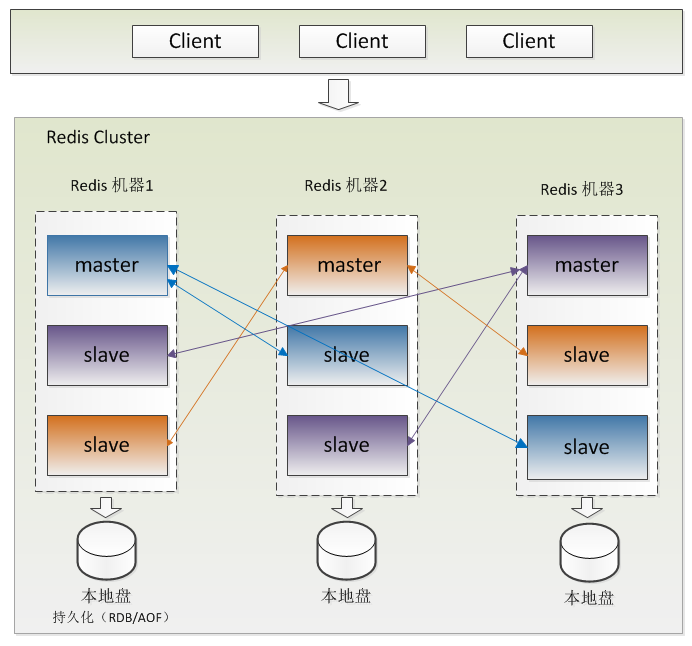 Client
Client
Client
Redis Cluster
Redis 机器1
Redis 机器2
Redis 机器3
master
master
master
slave
slave
slave
slave
slave
slave
本地盘
本地盘
本地盘
持久化（RDB/AOF）